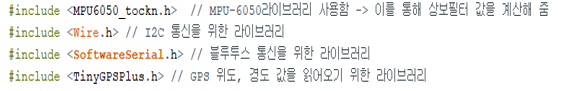 #include <MPU6050_tockn.h>  // MPU-6050라이브러리 사용함 -> 이를 통해 상보필터 값을 계산해 줌
#include <Wire.h> // I2C 통신을 위한 라이브러리
#include <SoftwareSerial.h> // 블루투스 통신을 위한 라이브러리
#include <TinyGPSPlus.h> // GPS 위도, 경도 값을 읽어오기 위한 라이브러리